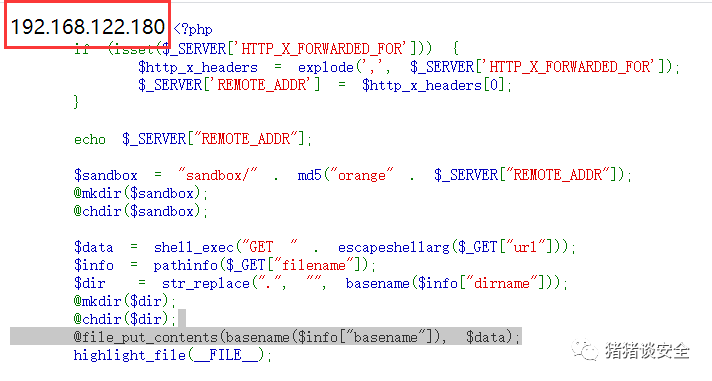 192.168.122.180 <?php
if (isset($_SERVER['HTTP_X_FORWARDED_FOR'])) {
$http_x_headers = explode(',', $_SERVER['HTTP_X_FORWARDED_FOR']);
$_SERVER['REMOTE_ADDR'] = $http_x_headers[0];
}
echo $_SERVER["REMOTE_ADDR"];
$sandbox = "sandbox/" . md5("orange" . $_SERVER["REMOTE_ADDR"]);
@mkdir($sandbox);
@chdir($sandbox);
$data = shell_exec("GET " . escapeshellarg($_GET["url"]));
$info = pathinfo($_GET["filename"]);
$dir = str_replace(".", "", basename($info["dirname"]));
@mkdir($dir);
@chdir($dir);
@file_put_contents(basename($info["basename"]), $data);
highlight_file(__FILE__);
猪猪谈安全